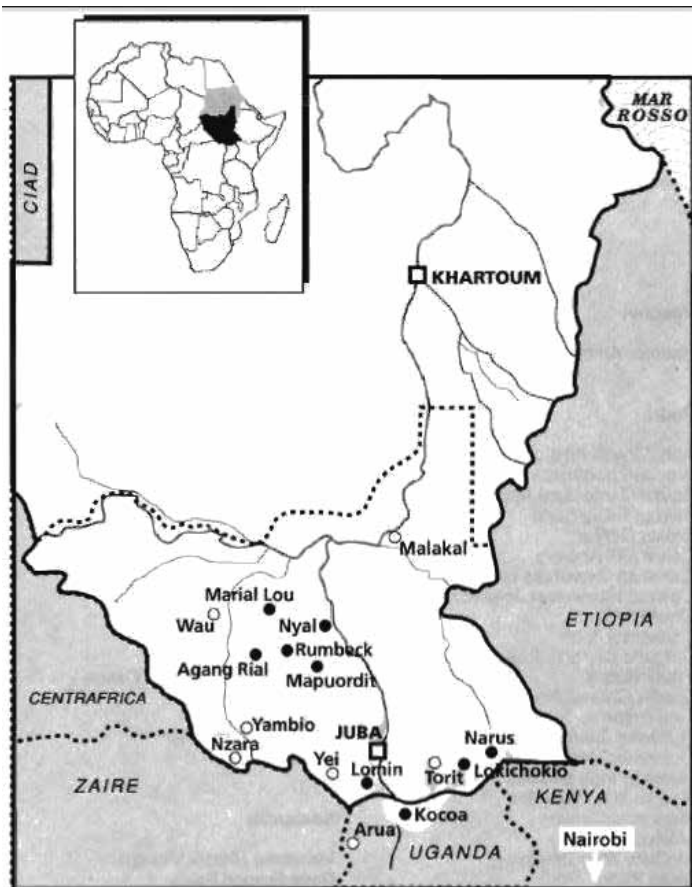 MAR
ROSSO
CIAD
KHARTOUM
Malakal
Marial Lou
Wau
Nyal
ETIOPIA
Rumbeck
Agang Rial
Mapuordit
CENTRAFRICA
Yambio
JUBA
Narus
Nzara
Yei
Lomin
Torit
Lokichokio
ZAIRE
KENYA
Kocoa
Arua
Nairobi
UGANDA